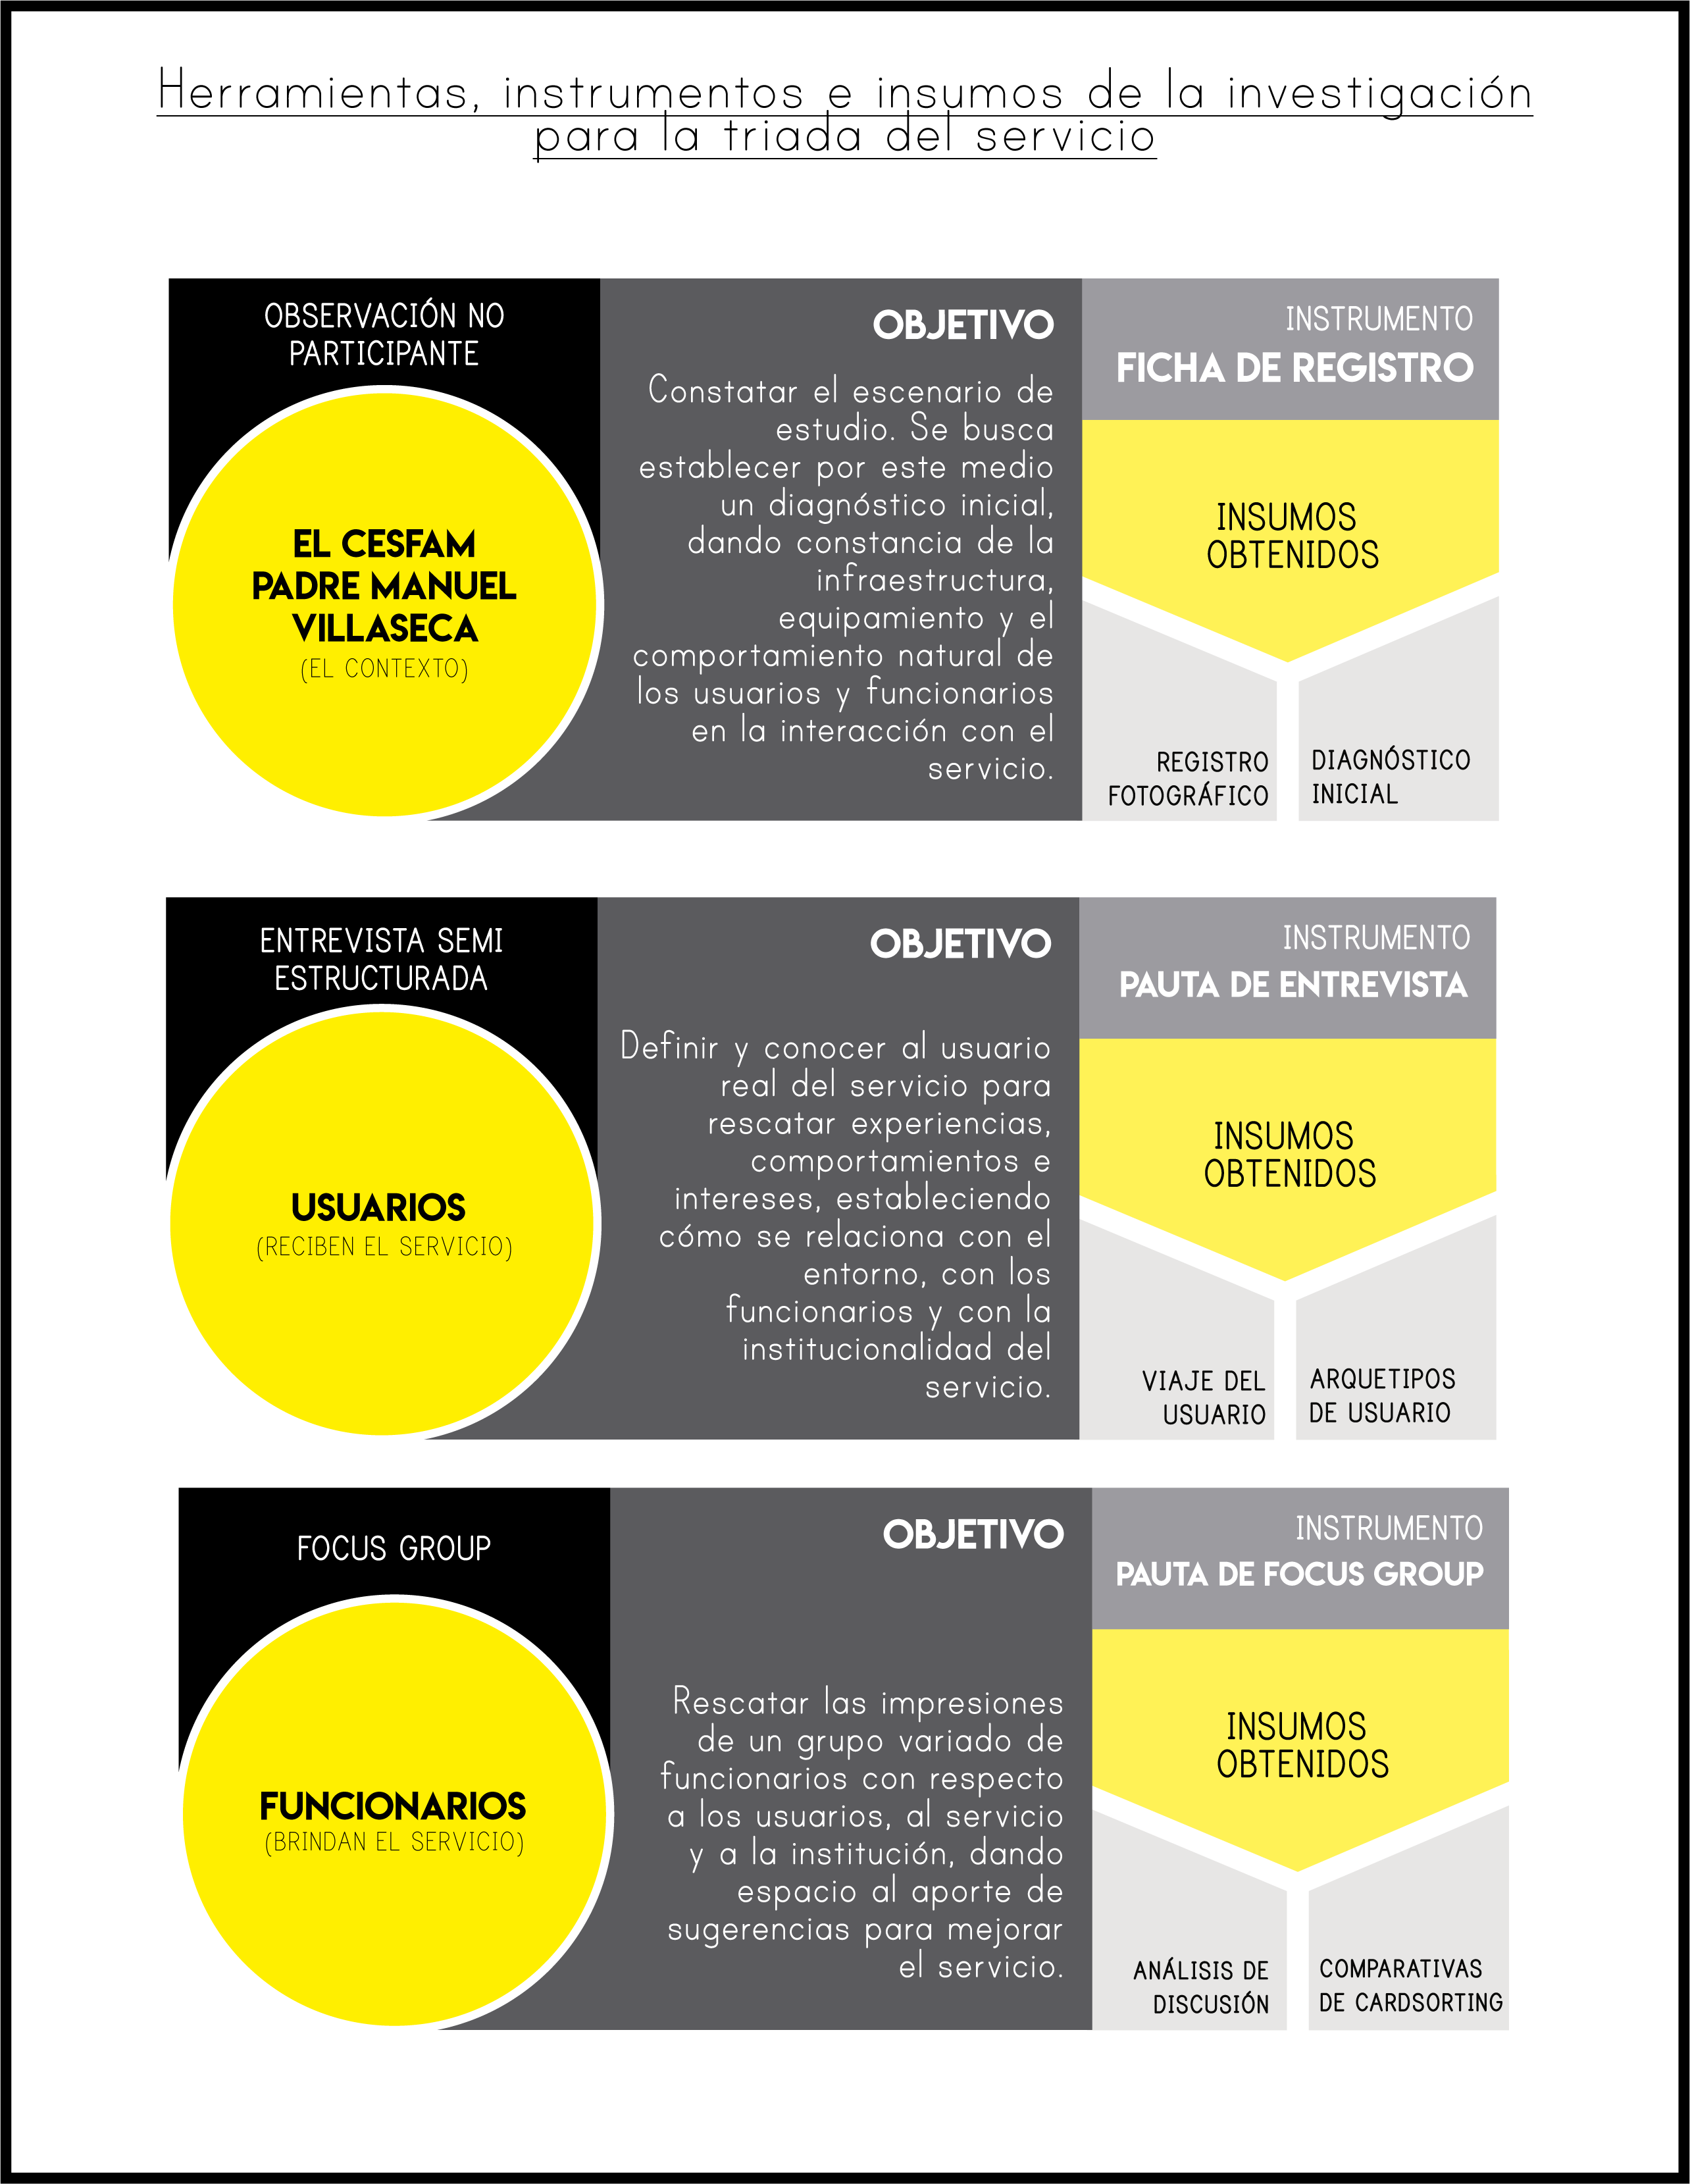 Herramientas, instrumentos e insumos de la investigación
para la triada del servicio
OBSERVACIÓN NO
PARTICIPANTE
EL CESFAM
PADRE MANUEL
VILLASECA
(EL CONTEXTO)
OBJETIVO
Constatar el escenario de
estudio. Se busca
establecer por este medio
un diagnóstico inicial,
dando constancia de la
infraestructura,
equipamiento y el
comportamiento natural de
los usuarios y funcionarios
en la interacción con el
servicio.
INSTRUMENTO
FICHA DE REGISTRO
INSUMOS
OBTENIDOS
REGISTRO
FOTOGRÁFICO
DIAGNÓSTICO
INICIAL
ENTREVISTA SEMI
ESTRUCTURADA
USUARIOS
(RECIBEN EL SERVICIO)
OBJETIVO
Definir y conocer al usuario
real del servicio para
rescatar experiencias,
comportamientos e
intereses, estableciendo
cómo se relaciona con el
entorno, con los
funcionarios y con la
institucionalidad del
servicio.
INSTRUMENTO
PAUTA DE ENTREVISTA
INSUMOS
OBTENIDOS
VIAJE DEL
USUARIO
ARQUETIPOS
DE USUARIO
FOCUS GROUP
FUNCIONARIOS
(BRINDAN EL SERVICIO)
OBJETIVO
Rescatar las impresiones
de un grupo variado de
funcionarios con respecto
a los usuarios, al servicio
y a la institución, dando
espacio al aporte de
sugerencias para mejorar
el servicio.
INSTRUMENTO
PAUTA DE FOCUS GROUP
INSUMOS
OBTENIDOS
ANÁLISIS DE
DISCUSIÓN
COMPARATIVAS
DE CARDSORTING